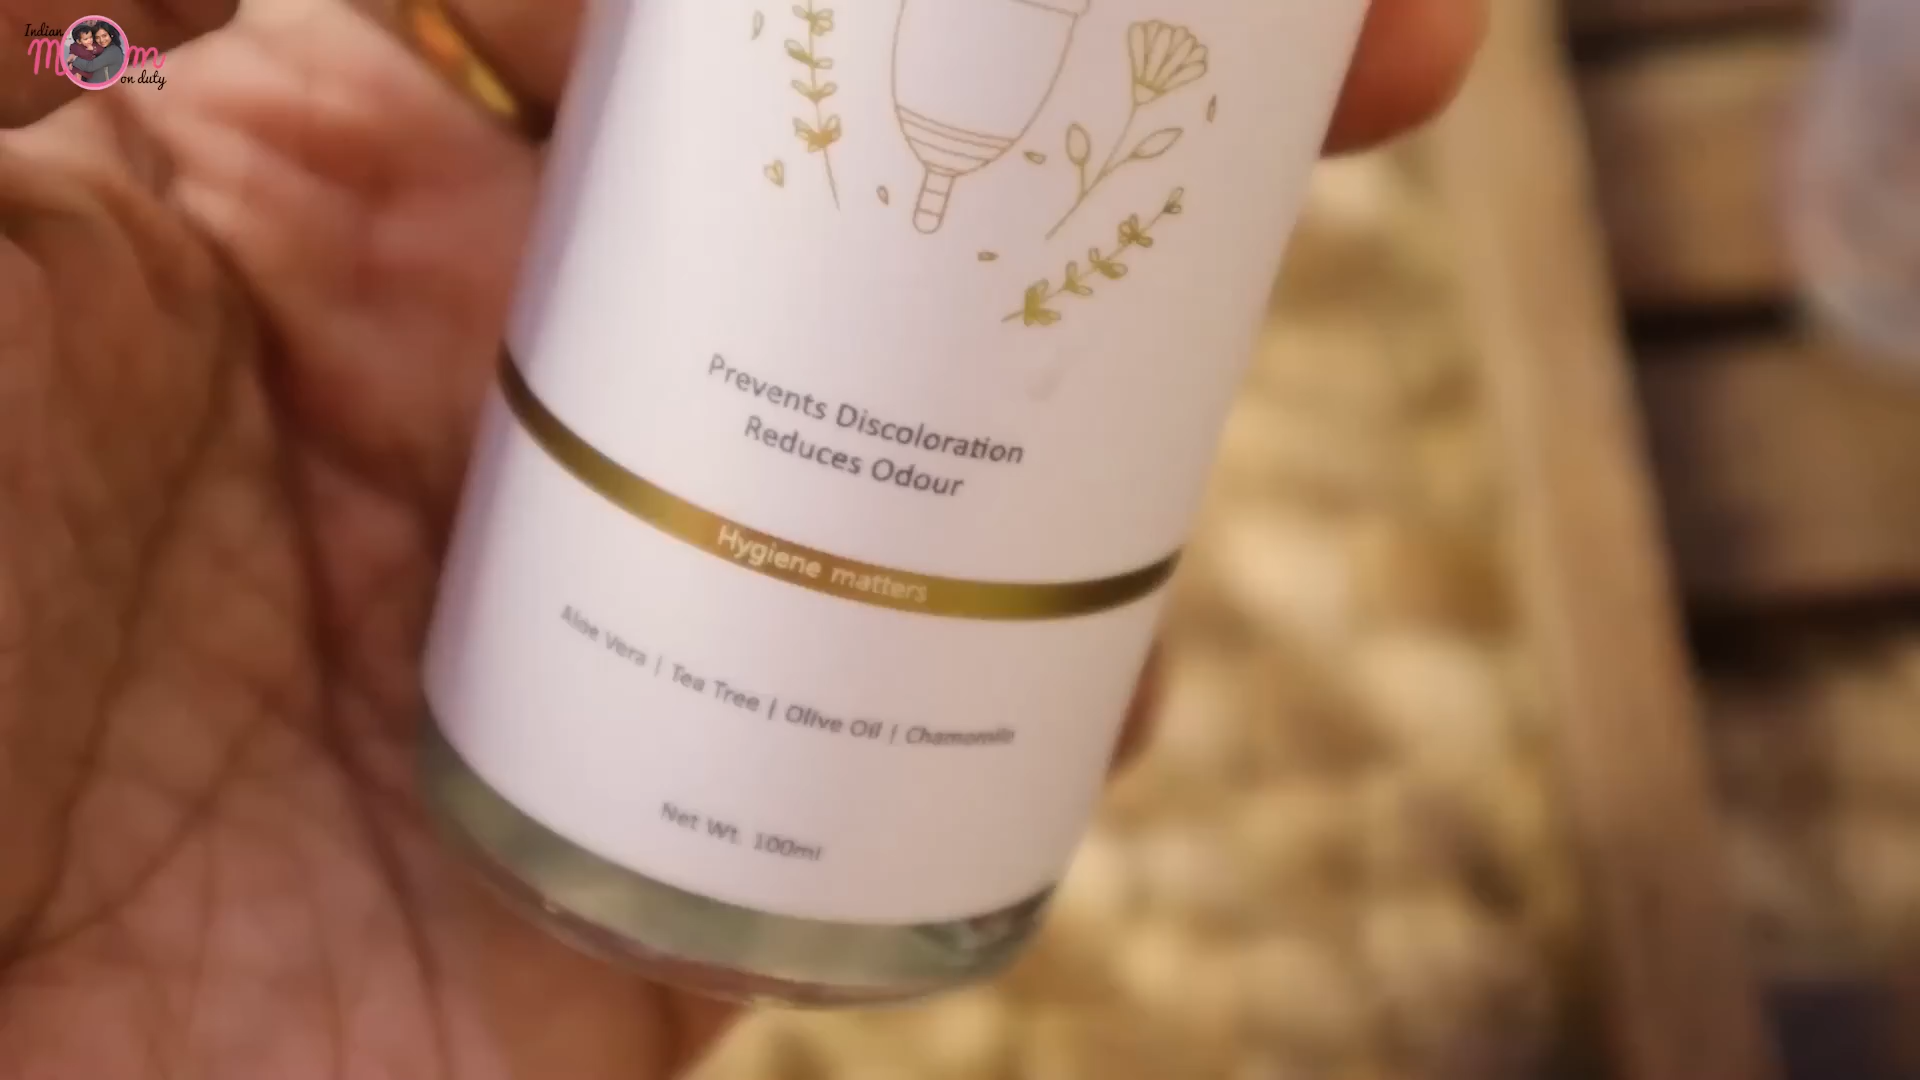 Indian
Mom
on duty
Prevents Discoloration
Reduces Odour
Hygiene matters
Aloe Vera | Tea Tree | Olive Oil | Chamomile
Net Wt. 100ml